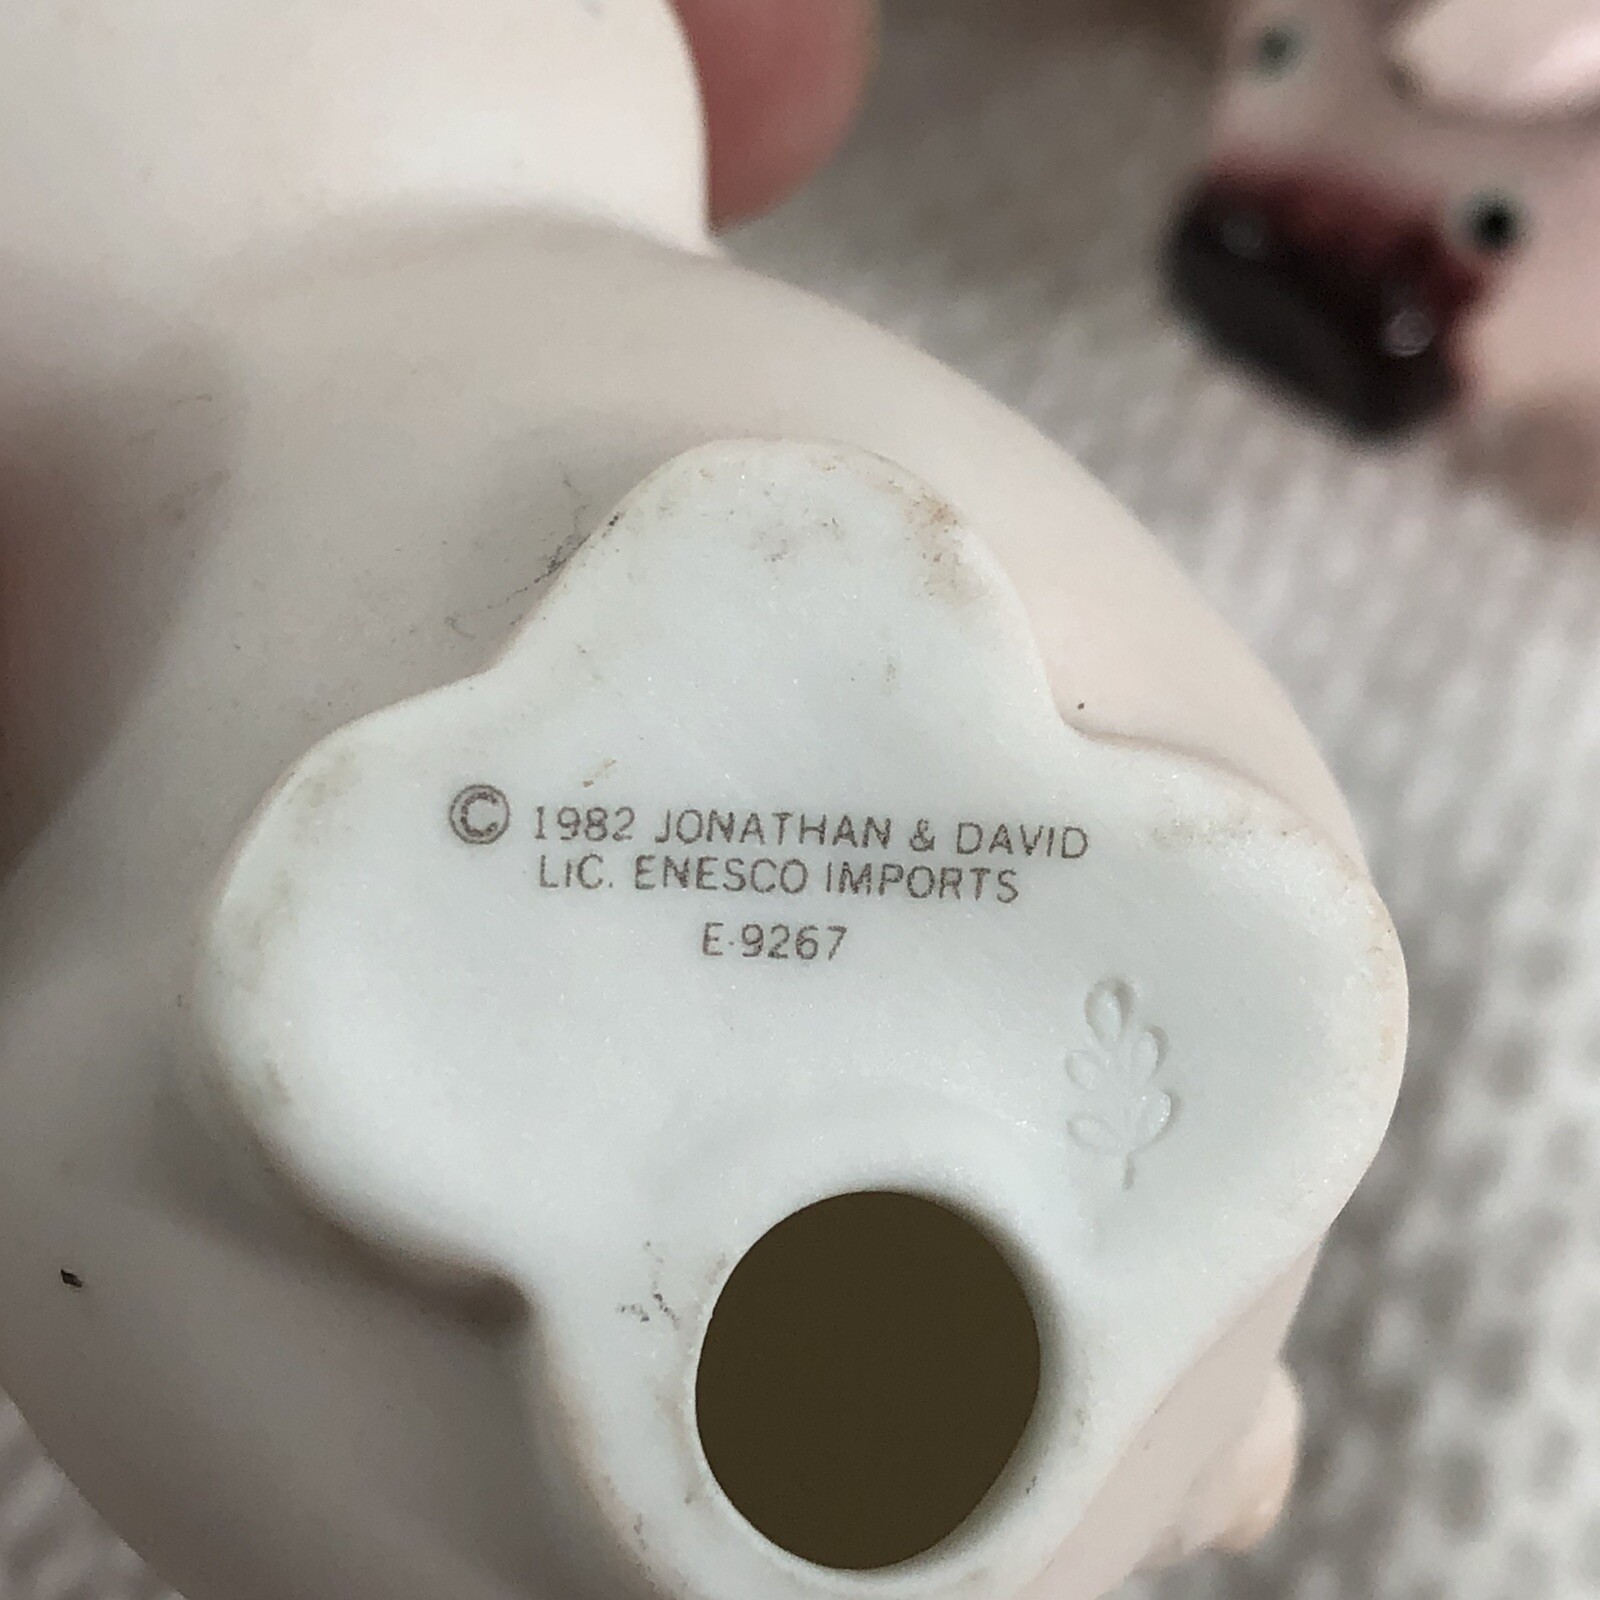 © 1982 JONATHAN & DAVID
LIC. ENESCO IMPORTS
E-9267